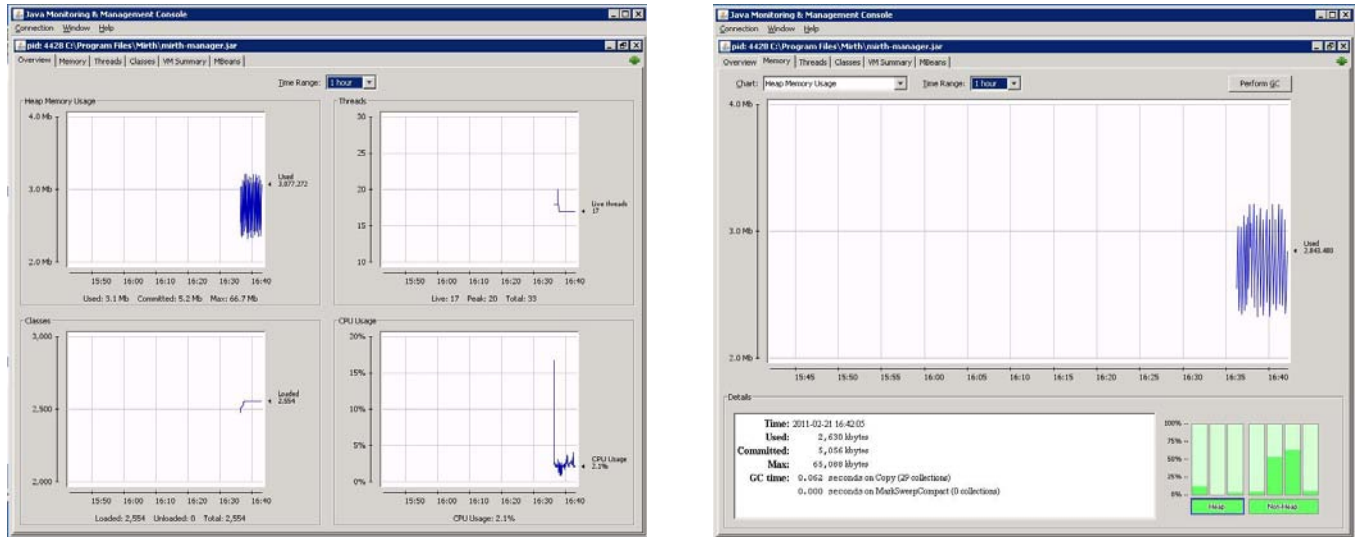 Java Monitoring & Management Console
Connection Window Help
pid: 4428 C:\Program Files\Mirth\mirth-manager.jar
Overview Memory Threads Classes VM Summary MBeans
Time Range: 1 hour
Heap Memory Usage
4.0 Mb
3.0 Mb
2.0 Mb
Used
3,077,272
15:50 16:00 16:10 16:20 16:30 16:40
Used: 3.1 Mb Committed: 5.2 Mb Max: 66.7 Mb
Threads
30
25
20
15
10
Live threads
17
15:50 16:00 16:10 16:20 16:30 16:40
Live: 17 Peak: 20 Total: 33
Classes
3,000
2,500
2,000
Loaded
2,554
15:50 16:00 16:10 16:20 16:30 16:40
Loaded: 2,554 Unloaded: 0 Total: 2,554
CPU Usage
20%
15%
10%
5%
0%
CPU Usage
2.1%
15:50 16:00 16:10 16:20 16:30 16:40
CPU Usage: 2.1%
Java Monitoring & Management Console
Connection Window Help
pid: 4428 C:\Program Files\Mirth\mirth-manager.jar
Overview Memory Threads Classes VM Summary MBeans
Chart: Heap Memory Usage Time Range: 1 hour Perform GC
4.0 Mb
3.0 Mb
2.0 Mb
Used
15:45 15:50 15:55 16:00 16:05 16:10 16:15 16:20 16:25 16:30 16:35 16:40
Details
Time: 2011-02-21 16:42:05
Used: 2,630 kbytes
Committed: 5,056 kbytes
Max: 65,088 kbytes
GC time: 0.062 seconds on Copy (29 collections)
0.000 seconds on MarkSweepCompact (0 collections)
100%
75%
50%
25%
0%
Heap Non-Heap